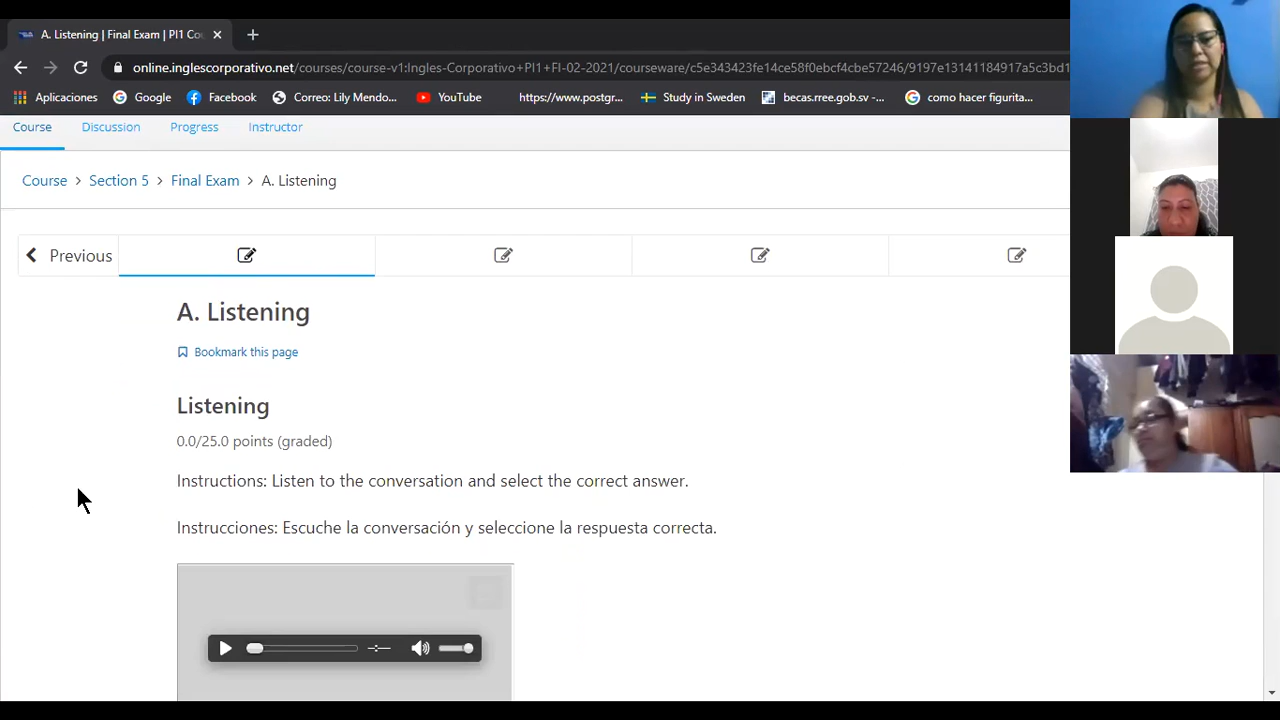 A. Listening | Final Exam | PI1 Co
online.inglescorporativo.net/courses/course-v1:Ingles-Corporativo+PI1+FI-02-2021/courseware/c5e343423fe14ce58f0ebcf4cbe57246/9197e13141184917a5c3bd1
Aplicaciones Google Facebook Correo: Lily Mendo... YouTube https://www.postgr... Study in Sweden becas.rree.gob.sv -... como hacer figurita...
Course Discussion Progress Instructor
Course > Section 5 > Final Exam > A. Listening
Previous
A. Listening
Bookmark this page
Listening
0.0/25.0 points (graded)
Instructions: Listen to the conversation and select the correct answer.
Instrucciones: Escuche la conversación y seleccione la respuesta correcta.